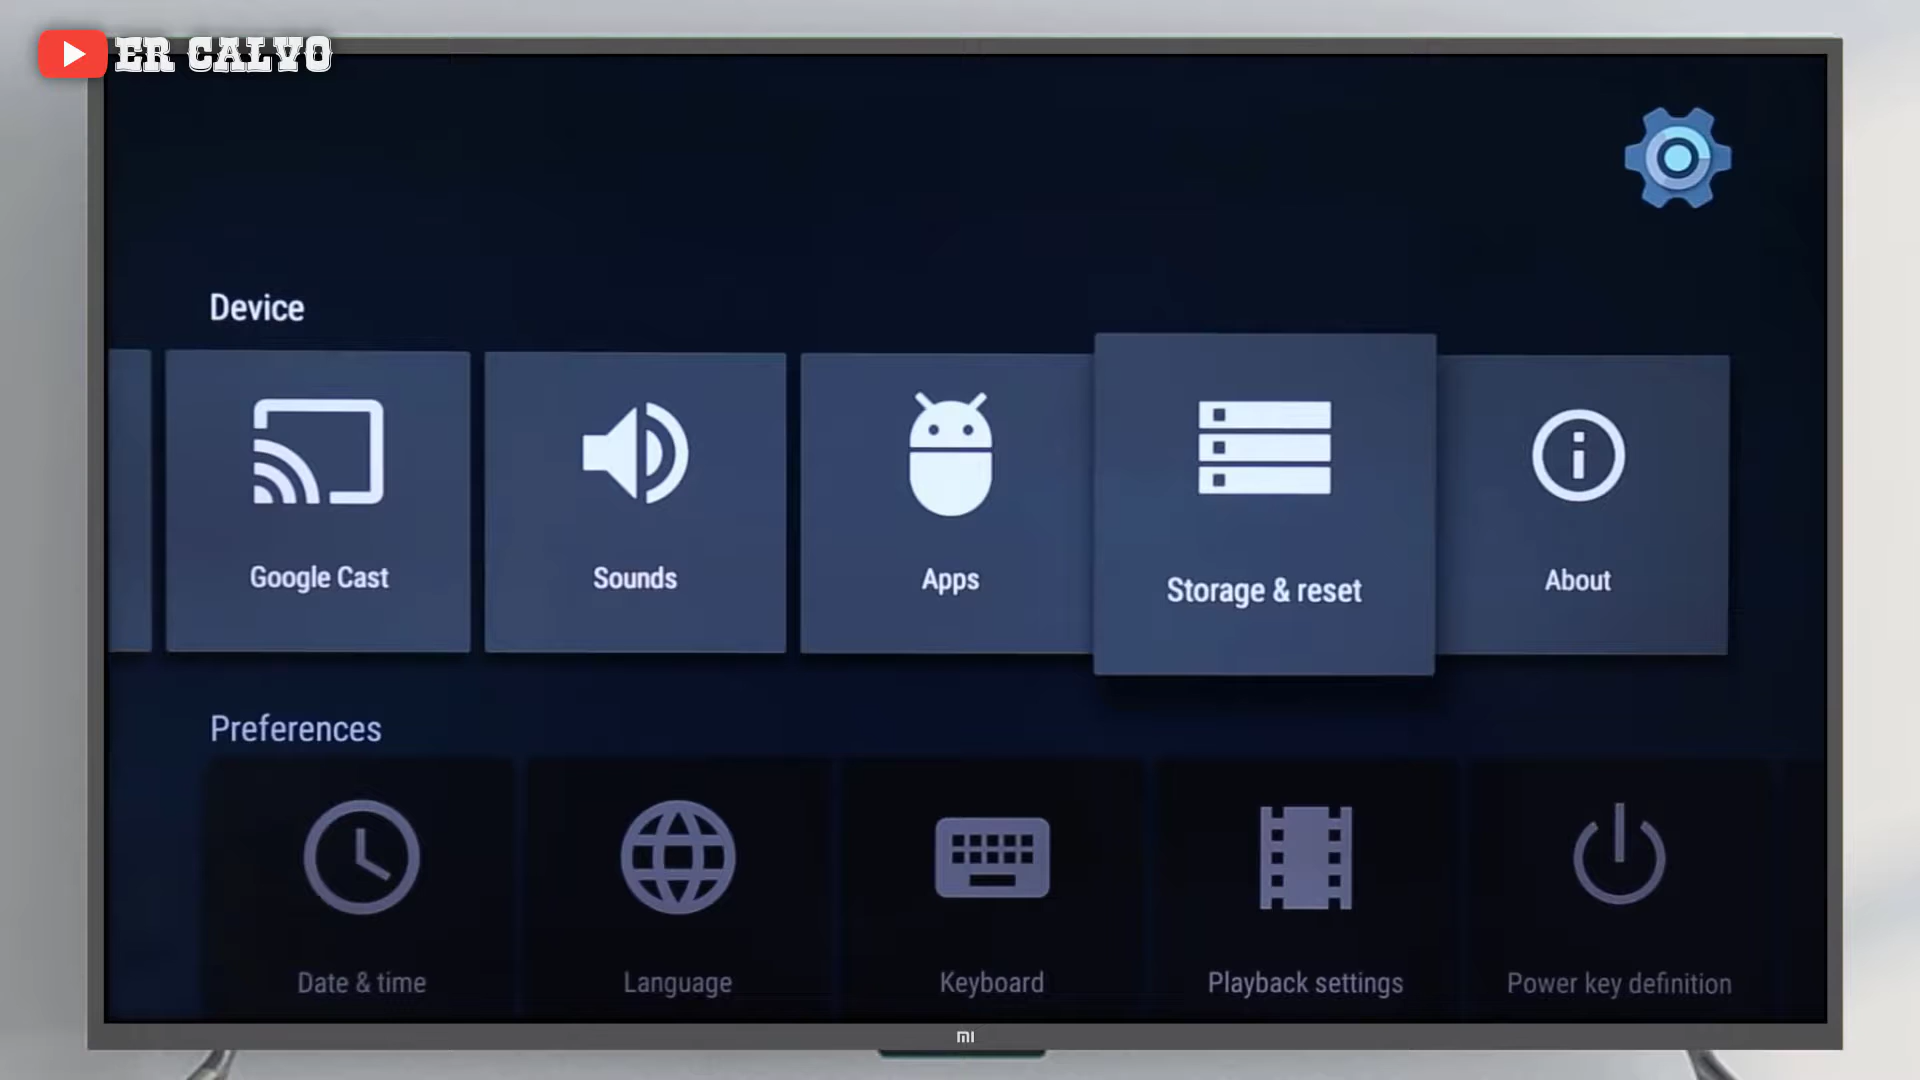 ER CALVO
Device
Google Cast
Sounds
Apps
Storage & reset
About
Preferences
Date & time
Language
Keyboard
Playback settings
Power key definition
mi